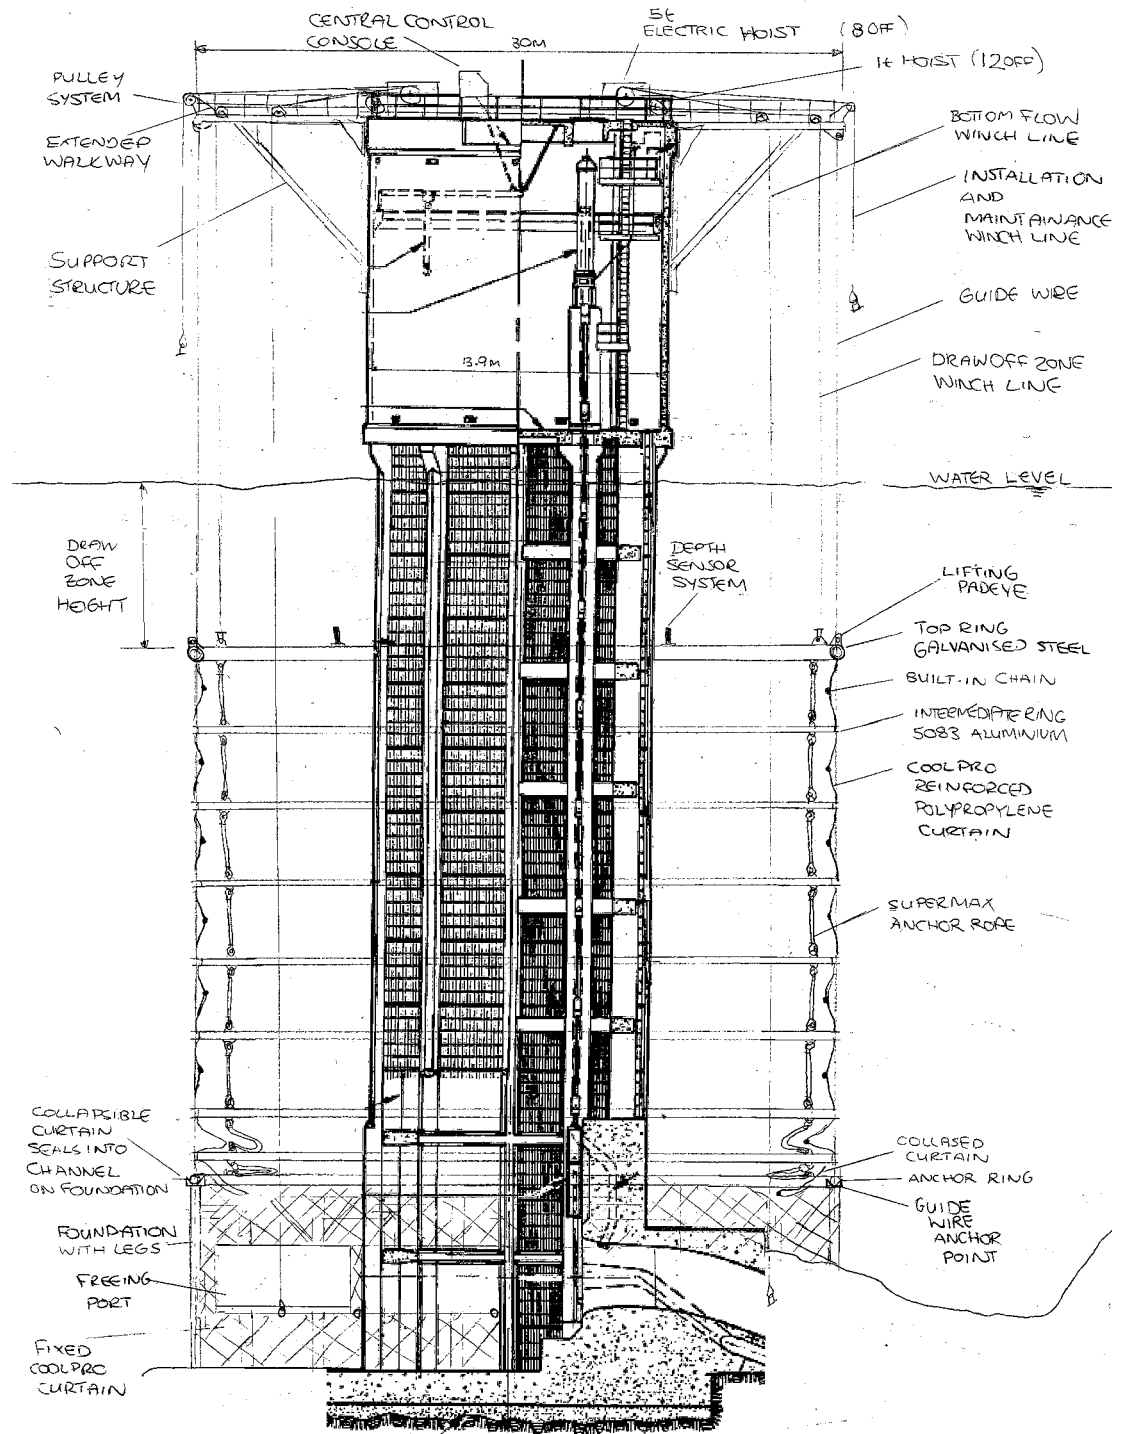 CENTRAL CONTROL
CONSOLE
5t
ELECTRIC HOIST (8 OFF)
30M
1t HOIST (12 OFF)
PULLEY
SYSTEM
EXTENDED
WALKWAY
BOTTOM FLOW
WINCH LINE
INSTALLATION
AND
MAINTAINANCE
WINCH LINE
SUPPORT
STRUCTURE
GUIDE WIRE
13.9M
DRAW OFF ZONE
WINCH LINE
WATER LEVEL
DRAW
OFF
ZONE
HEIGHT
DEPTH
SENSOR
SYSTEM
LIFTING
PADEYE
TOP RING
GALVANISED STEEL
BUILT-IN CHAIN
INTERMEDIATE RING
5083 ALUMINIUM
COOLPRO
REINFORCED
POLYPROPYLENE
CURTAIN
SUPERMAX
ANCHOR ROPE
COLLAPSIBLE
CURTAIN
SEALS INTO
CHANNEL
ON FOUNDATION
COLLASED
CURTAIN
ANCHOR RING
GUIDE
WIRE
ANCHOR
POINT
FOUNDATION
WITH LEGS
FREEING
PORT
FIXED
COOLPRO
CURTAIN